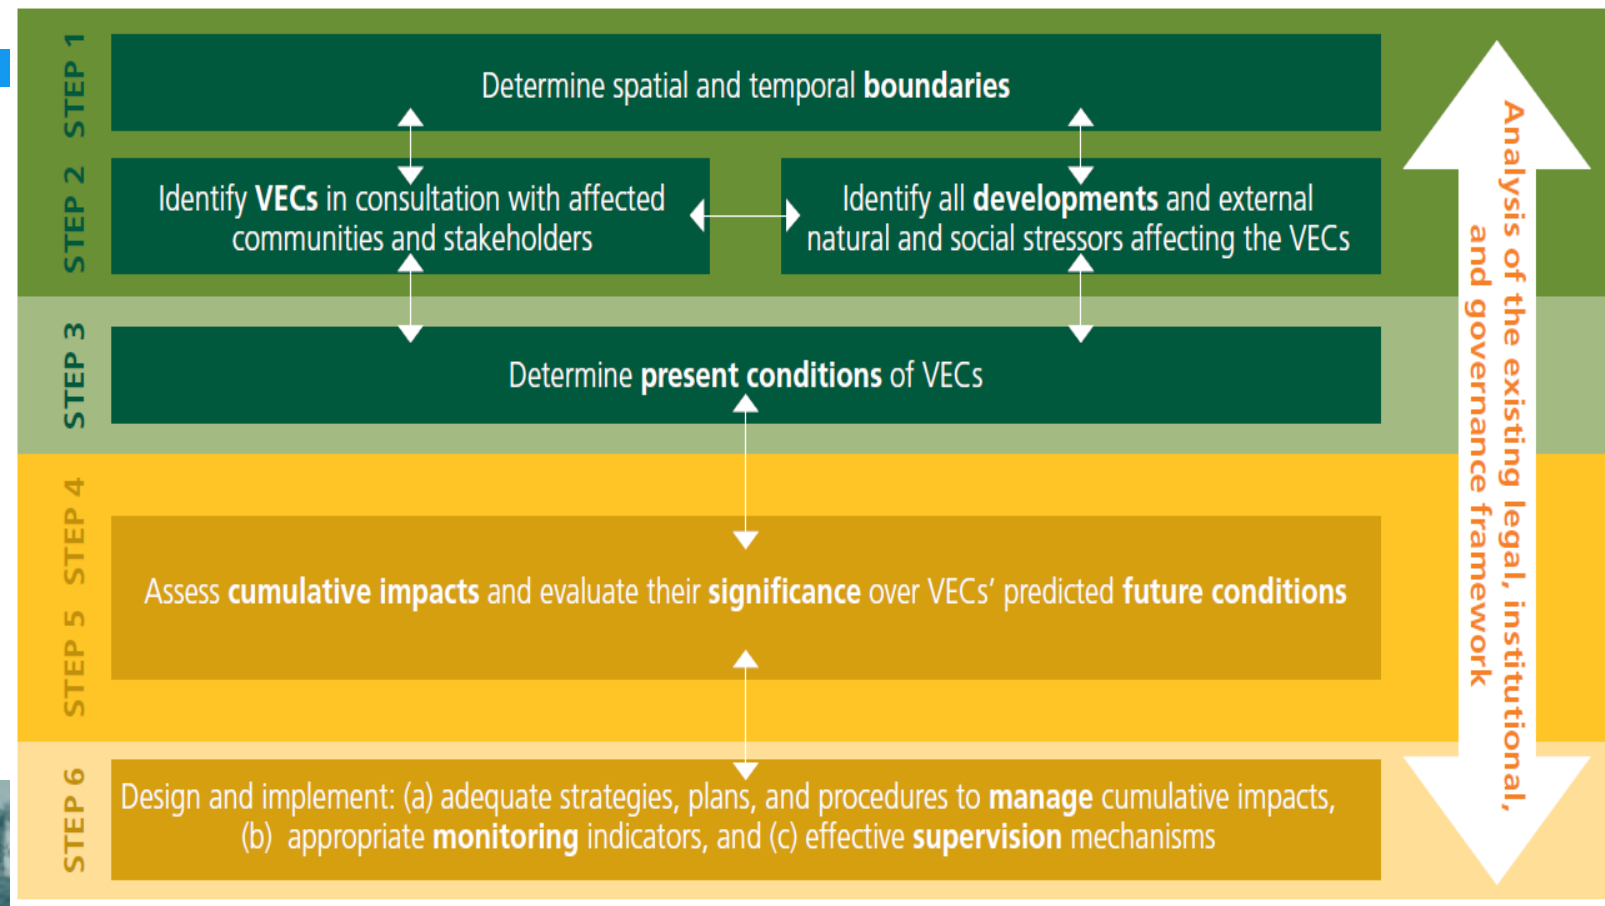 STEP 1
Determine spatial and temporal boundaries
STEP 2
Identify VECs in consultation with affected
communities and stakeholders
Identify all developments and external
natural and social stressors affecting the VECs
STEP 3
Determine present conditions of VECs
STEP 4
STEP 5
Assess cumulative impacts and evaluate their significance over VECs’ predicted future conditions
STEP 6
Design and implement: (a) adequate strategies, plans, and procedures to manage cumulative impacts,
(b) appropriate monitoring indicators, and (c) effective supervision mechanisms
Analysis of the existing legal, institutional,
and governance framework